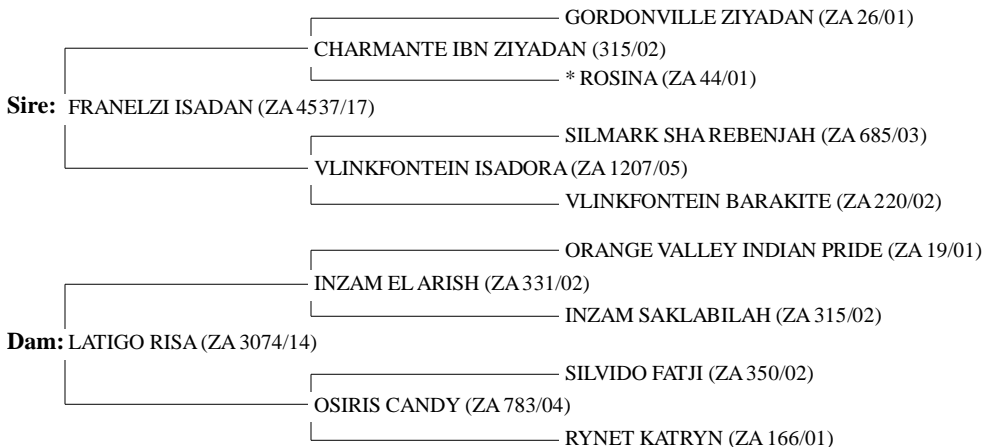 GORDONVILLE ZIYADAN (ZA 26/01)
CHARMANTE IBN ZIYADAN (315/02)
* ROSINA (ZA 44/01)
Sire: FRANELZI ISADAN (ZA 4537/17)
SILMARK SHA REBENJAH (ZA 685/03)
VLINKFONTEIN ISADORA (ZA 1207/05)
VLINKFONTEIN BARAKITE (ZA 220/02)
ORANGE VALLEY INDIAN PRIDE (ZA 19/01)
INZAM EL ARISH (ZA 331/02)
INZAM SAKLABILAH (ZA 315/02)
Dam: LATIGO RISA (ZA 3074/14)
SILVIDO FATJI (ZA 350/02)
OSIRIS CANDY (ZA 783/04)
RYNET KATRYN (ZA 166/01)